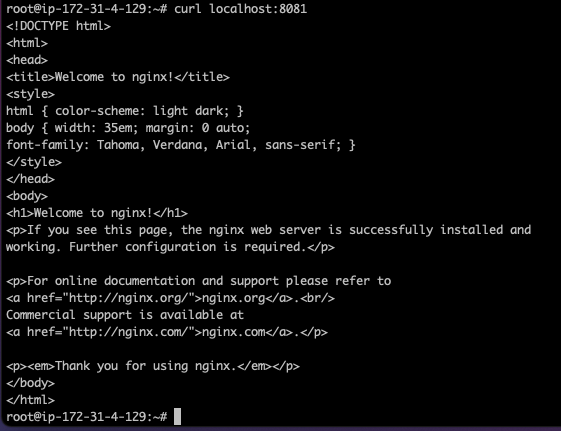 root@ip-172-31-4-129:~# curl localhost:8081
<!DOCTYPE html>
<html>
<head>
<title>Welcome to nginx!</title>
<style>
html { color-scheme: light dark; }
body { width: 35em; margin: 0 auto;
font-family: Tahoma, Verdana, Arial, sans-serif; }
</style>
</head>
<body>
<h1>Welcome to nginx!</h1>
<p>If you see this page, the nginx web server is successfully installed and
working. Further configuration is required.</p>

<p>For online documentation and support please refer to
<a href="http://nginx.org/">nginx.org</a>.<br/>
Commercial support is available at
<a href="http://nginx.com/">nginx.com</a>.</p>

<p><em>Thank you for using nginx.</em></p>
</body>
</html>
root@ip-172-31-4-129:~#